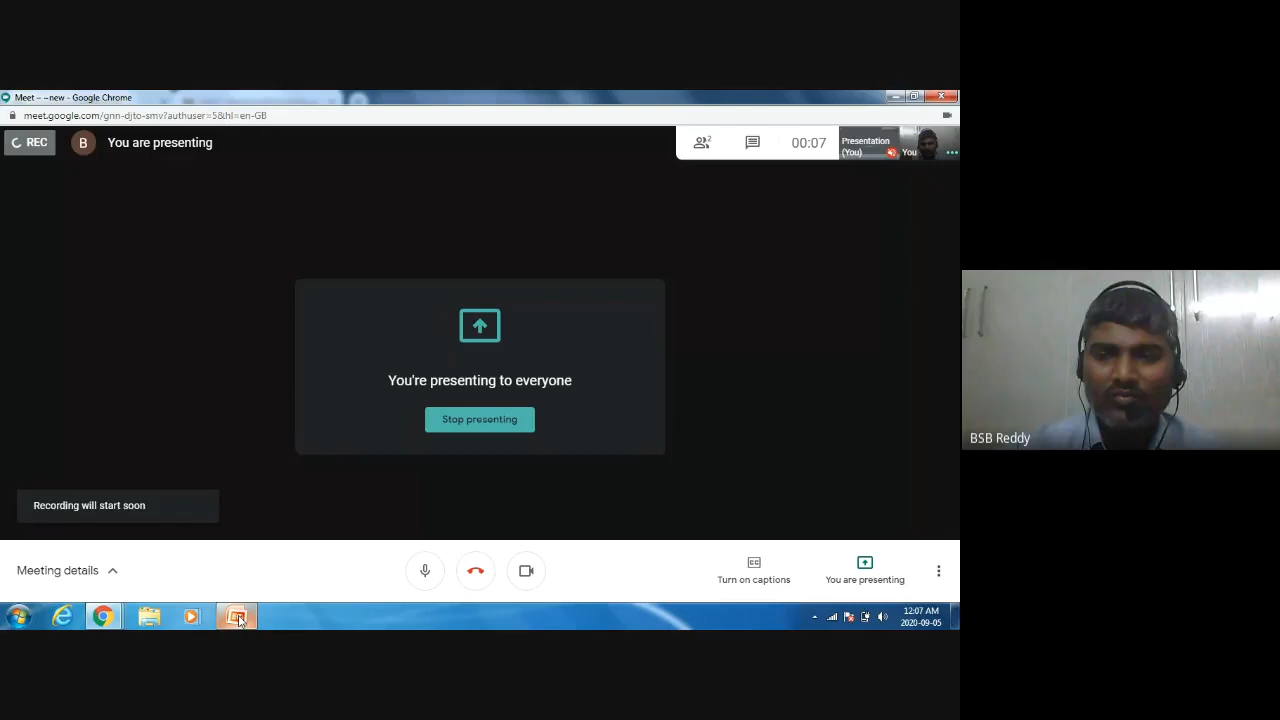 Meet – –new - Google Chrome
meet.google.com/gnn-djto-smv?authuser=5&hl=en-GB
REC
B
You are presenting
2
00:07
Presentation
(You)
You
You're presenting to everyone
Stop presenting
BSB Reddy
Recording will start soon
Meeting details
CC
Turn on captions
You are presenting
12:07 AM
2020-09-05